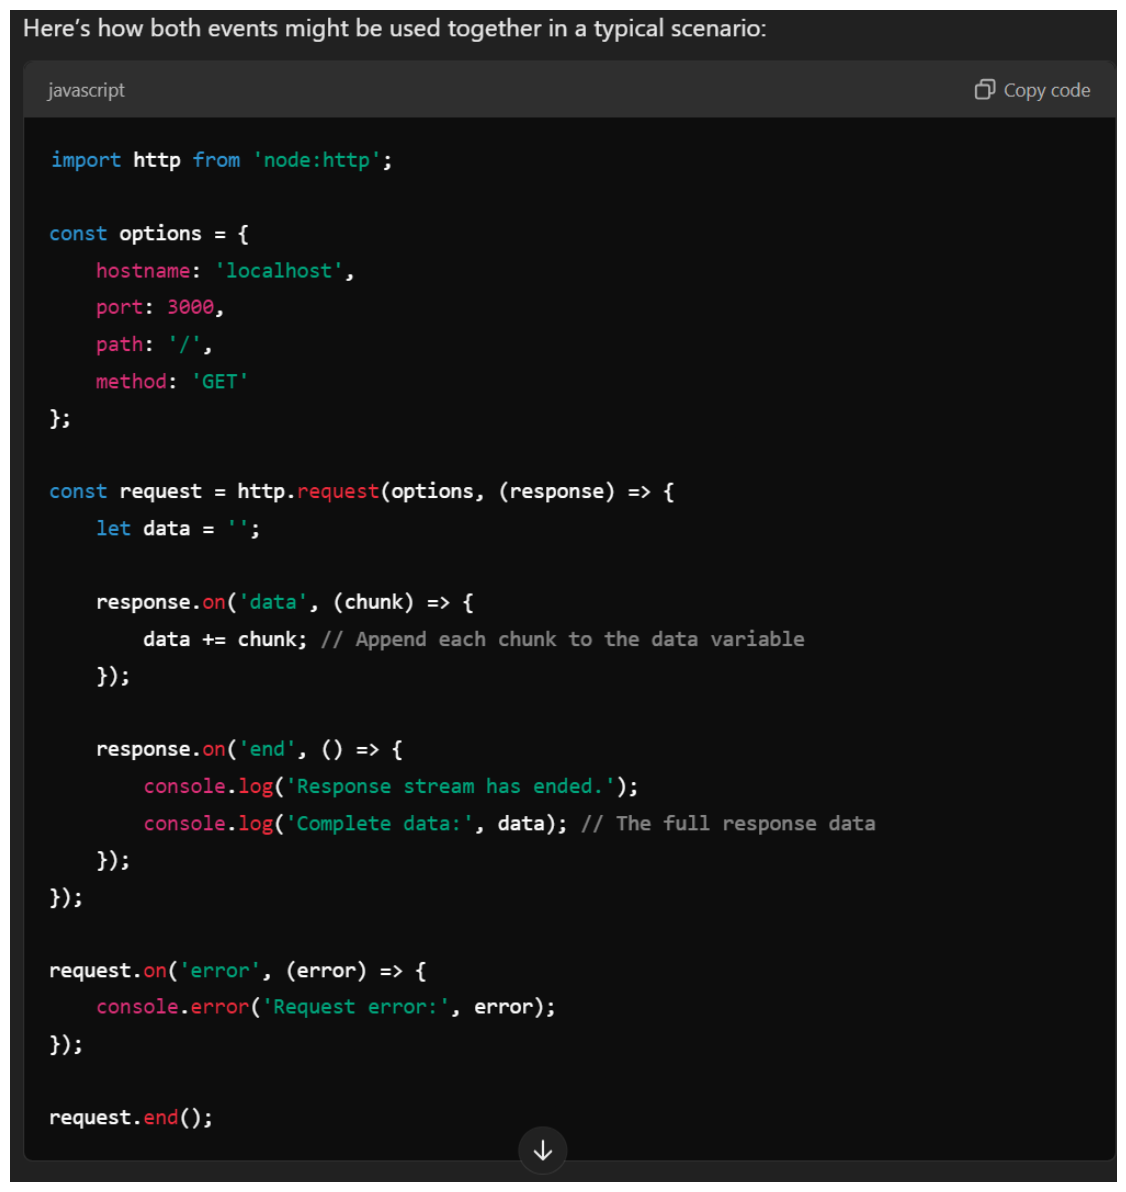 Here’s how both events might be used together in a typical scenario:
javascript
Copy code
import http from 'node:http';
const options = {
    hostname: 'localhost',
    port: 3000,
    path: '/',
    method: 'GET'
};
const request = http.request(options, (response) => {
    let data = '';
    response.on('data', (chunk) => {
        data += chunk; // Append each chunk to the data variable
    });
    response.on('end', () => {
        console.log('Response stream has ended.');
        console.log('Complete data:', data); // The full response data
    });
});
request.on('error', (error) => {
    console.error('Request error:', error);
});
request.end();